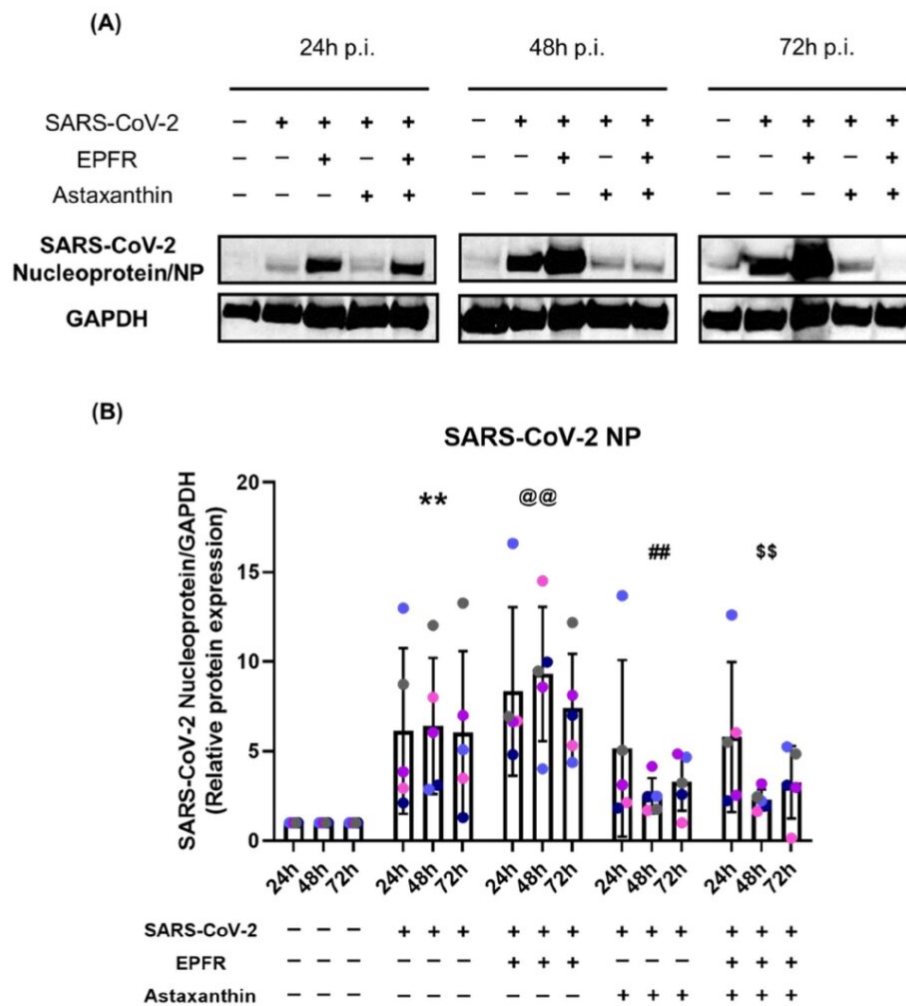 (A)
24h p.i. 48h p.i. 72h p.i.
SARS-CoV-2 − + + + + − + + + + − + + + +
EPFR − − + − + − − + − + − − + − +
Astaxanthin − − − + + − − − + + − − − + +
SARS-CoV-2
Nucleoprotein/NP
GAPDH
(B)
SARS-CoV-2 NP
SARS-CoV-2 Nucleoprotein/GAPDH
(Relative protein expression)
20
15
10
5
0
** @@ ## $$
24h 48h 72h 24h 48h 72h 24h 48h 72h 24h 48h 72h 24h 48h 72h
SARS-CoV-2 − − − + + + + + + + + + + + +
EPFR − − − − − − + + + − − − + + +
Astaxanthin − − − − − − − − − + + + + + +